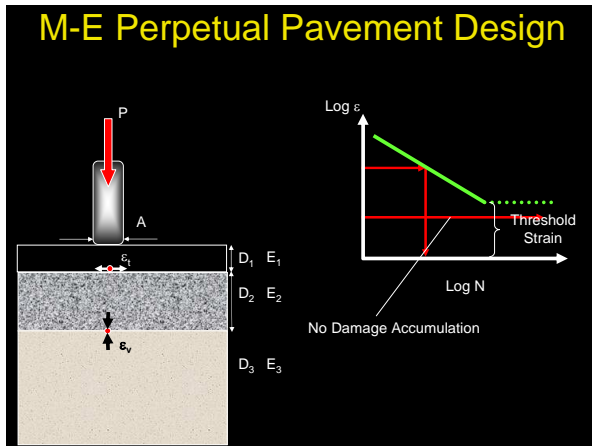 M-E Perpetual Pavement Design
P
A
εt
D1 E1
D2 E2
εv
D3 E3
Log ε
Threshold
Strain
Log N
No Damage Accumulation